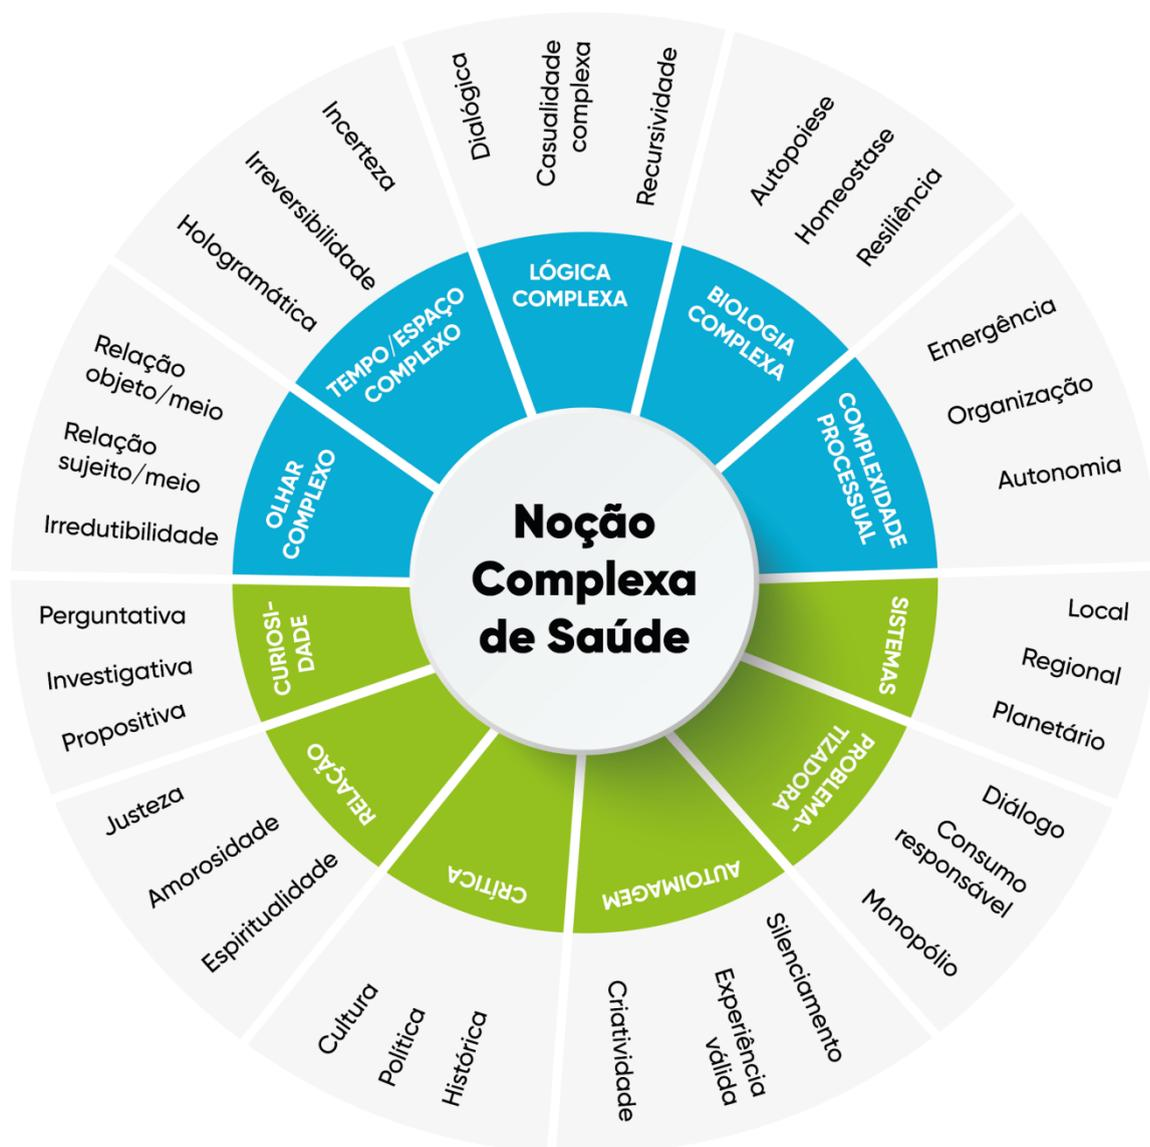 Noção
Complexa
de Saúde
LÓGICA
COMPLEXA
Dialógica
Casualidade
complexa
Recursividade
BIOLOGIA
COMPLEXA
Autopoiese
Homeostase
Resiliência
COMPLEXIDADE
PROCESSUAL
Emergência
Organização
Autonomia
SISTEMAS
Local
Regional
Planetário
PROBLEMA-
TIZADORA
Diálogo
Consumo
responsável
Monopólio
AUTOIMAGEM
Silenciamento
Experiência
válida
Criatividade
CRÍTICA
Histórica
Política
Cultura
RELAÇÃO
Espiritualidade
Amorosidade
Justeza
CURIOSI-
DADE
Propositiva
Investigativa
Perguntativa
OLHAR
COMPLEXO
Irredutibilidade
Relação
sujeito/meio
Relação
objeto/meio
TEMPO/ESPAÇO
COMPLEXO
Hologramática
Irreversibilidade
Incerteza